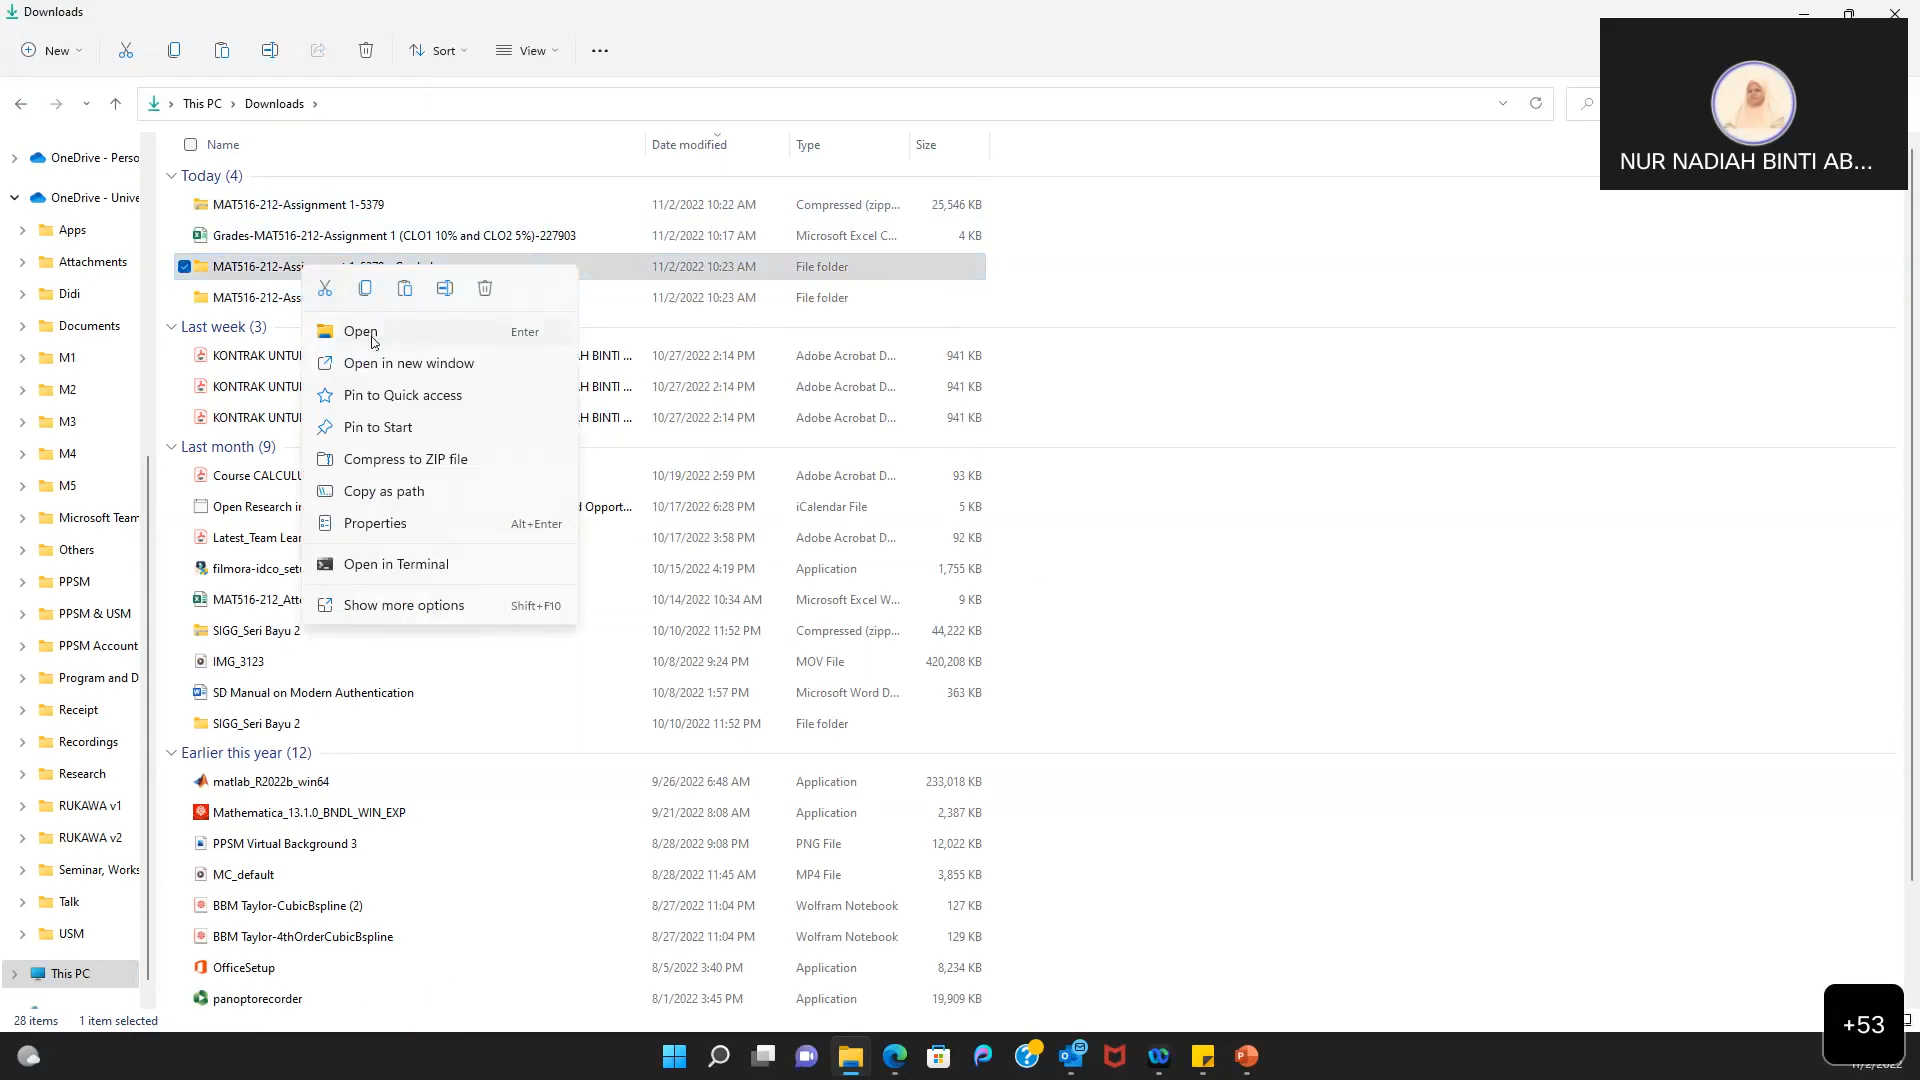 Downloads
New
Sort
View
This PC
Downloads
NUR NADIAH BINTI AB...
Name
Date modified
Type
Size
OneDrive - Perso
OneDrive - Unive
Apps
Attachments
Didi
Documents
M1
M2
M3
M4
M5
Microsoft Team
Others
PPSM
PPSM & USM
PPSM Account
Program and D
Receipt
Recordings
Research
RUKAWA v1
RUKAWA v2
Seminar, Works
Talk
USM
This PC
Today (4)
MAT516-212-Assignment 1-5379 11/2/2022 10:22 AM Compressed (zipp... 25,546 KB
Grades-MAT516-212-Assignment 1 (CLO1 10% and CLO2 5%)-227903 11/2/2022 10:17 AM Microsoft Excel C... 4 KB
MAT516-212-Assignment 1-5379 11/2/2022 10:23 AM File folder
MAT516-212-Ass 11/2/2022 10:23 AM File folder
Last week (3)
KONTRAK UNTU H BINTI ... 10/27/2022 2:14 PM Adobe Acrobat D... 941 KB
KONTRAK UNTU H BINTI ... 10/27/2022 2:14 PM Adobe Acrobat D... 941 KB
KONTRAK UNTU H BINTI ... 10/27/2022 2:14 PM Adobe Acrobat D... 941 KB
Last month (9)
Course CALCULU 10/19/2022 2:59 PM Adobe Acrobat D... 93 KB
Open Research in d Opport... 10/17/2022 6:28 PM iCalendar File 5 KB
Latest_Team Lear 10/17/2022 3:58 PM Adobe Acrobat D... 92 KB
filmora-idco_setu 10/15/2022 4:19 PM Application 1,755 KB
MAT516-212_Atte 10/14/2022 10:34 AM Microsoft Excel W... 9 KB
SIGG_Seri Bayu 2 10/10/2022 11:52 PM Compressed (zipp... 44,222 KB
IMG_3123 10/8/2022 9:24 PM MOV File 420,208 KB
SD Manual on Modern Authentication 10/8/2022 1:57 PM Microsoft Word D... 363 KB
SIGG_Seri Bayu 2 10/10/2022 11:52 PM File folder
Earlier this year (12)
matlab_R2022b_win64 9/26/2022 6:48 AM Application 233,018 KB
Mathematica_13.1.0_BNDL_WIN_EXP 9/21/2022 8:08 AM Application 2,387 KB
PPSM Virtual Background 3 8/28/2022 9:08 PM PNG File 12,022 KB
MC_default 8/28/2022 11:45 AM MP4 File 3,855 KB
BBM Taylor-CubicBspline (2) 8/27/2022 11:04 PM Wolfram Notebook 127 KB
BBM Taylor-4thOrderCubicBspline 8/27/2022 11:04 PM Wolfram Notebook 129 KB
OfficeSetup 8/5/2022 3:40 PM Application 8,234 KB
panoptorecorder 8/1/2022 3:45 PM Application 19,909 KB
Open Enter
Open in new window
Pin to Quick access
Pin to Start
Compress to ZIP file
Copy as path
Properties Alt+Enter
Open in Terminal
Show more options Shift+F10
28 items 1 item selected
+53